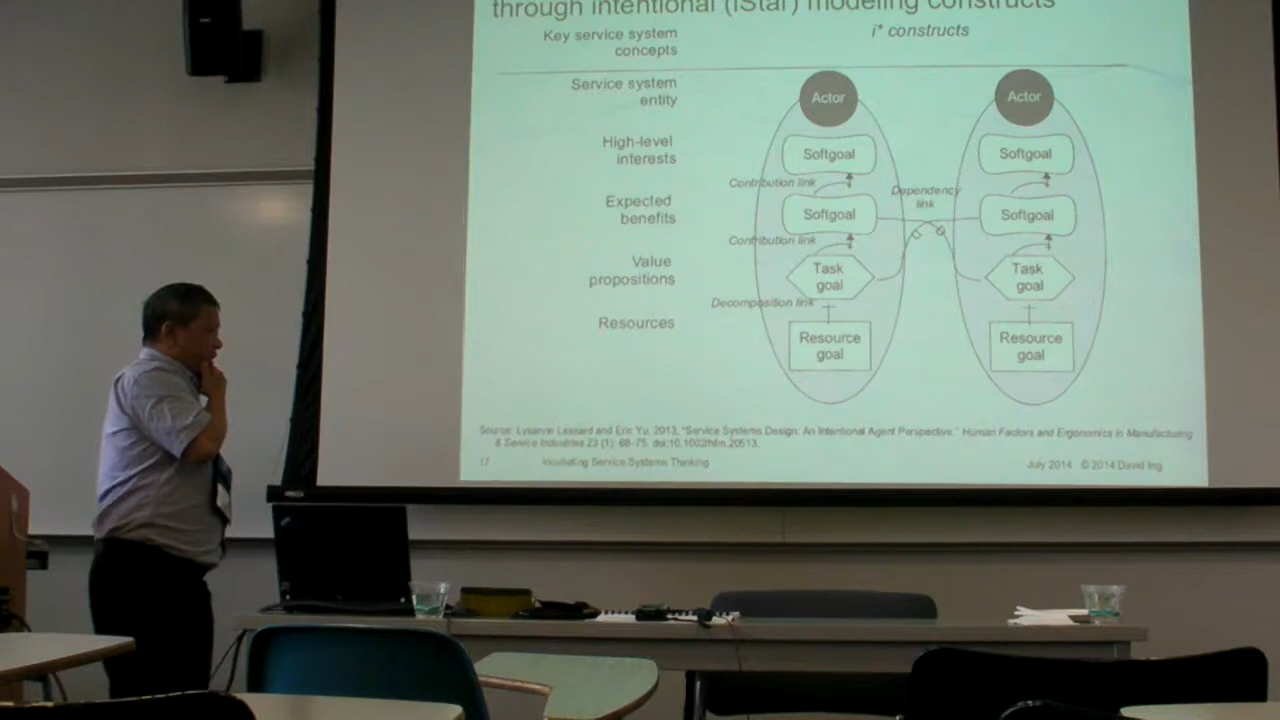 through intentional (iStar) modeling constructs
Key service system
concepts
i* constructs
Service system
entity
Actor
Actor
High-level
interests
Softgoal
Softgoal
Contribution link
Dependency
link
Expected
benefits
Softgoal
Softgoal
Contribution link
Value
propositions
Task
goal
Task
goal
Decomposition link
Resources
Resource
goal
Resource
goal
Source: Lysanne Lessard and Eric Yu. 2013. "Service Systems Design: An Intentional Agent Perspective." Human Factors and Ergonomics in Manufacturing
& Service Industries 23 (1): 68-75. doi:10.1002/hfm.20513.
17 Incubating Service Systems Thinking July 2014 © 2014 David Ing